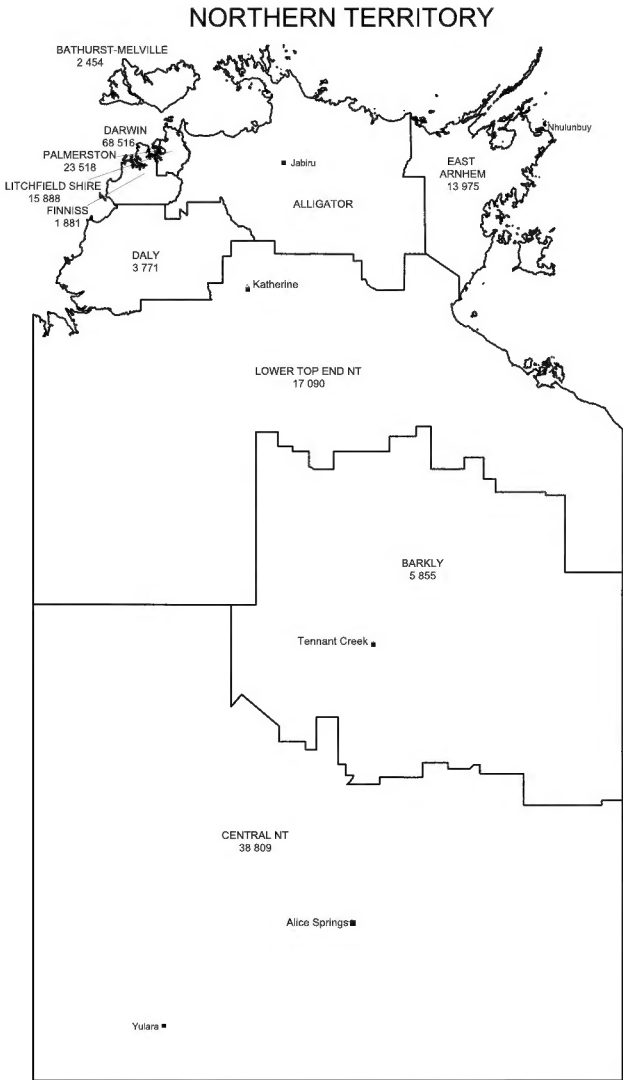 NORTHERN TERRITORY
BATHURST-MELVILLE
2 454
Nhulunbuy
DARWIN
68 516
PALMERSTON
23 518
LITCHFIELD SHIRE
15 888
FINNISS
1 881
Jabiru
EAST
ARNHEM
13 975
ALLIGATOR
DALY
3 771
Katherine
LOWER TOP END NT
17 090
BARKLY
5 855
Tennant Creek
CENTRAL NT
38 809
Alice Springs
Yulara